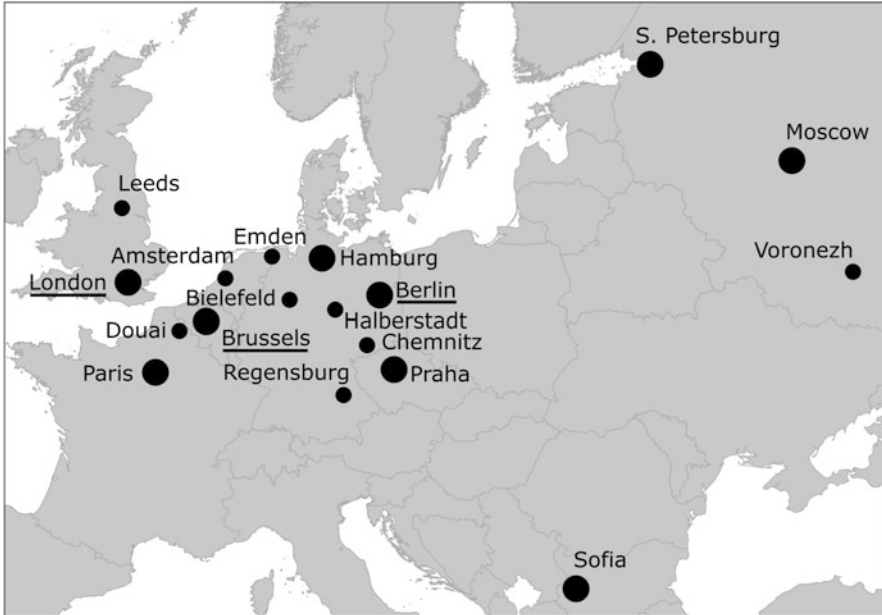 S. Petersburg
Moscow
Leeds
Voronezh
Emden
Amsterdam
Hamburg
London
Bielefeld
Berlin
Halberstadt
Douai
Brussels
Chemnitz
Paris
Regensburg
Praha
Sofia